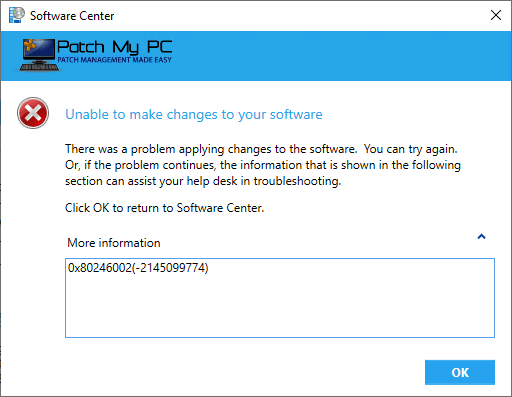 Software Center
Patch My PC
PATCH MANAGEMENT MADE EASY
Unable to make changes to your software
There was a problem applying changes to the software.  You can try again.
Or, if the problem continues, the information that is shown in the following
section can assist your help desk in troubleshooting.
Click OK to return to Software Center.
More information
0x80246002(-2145099774)
OK